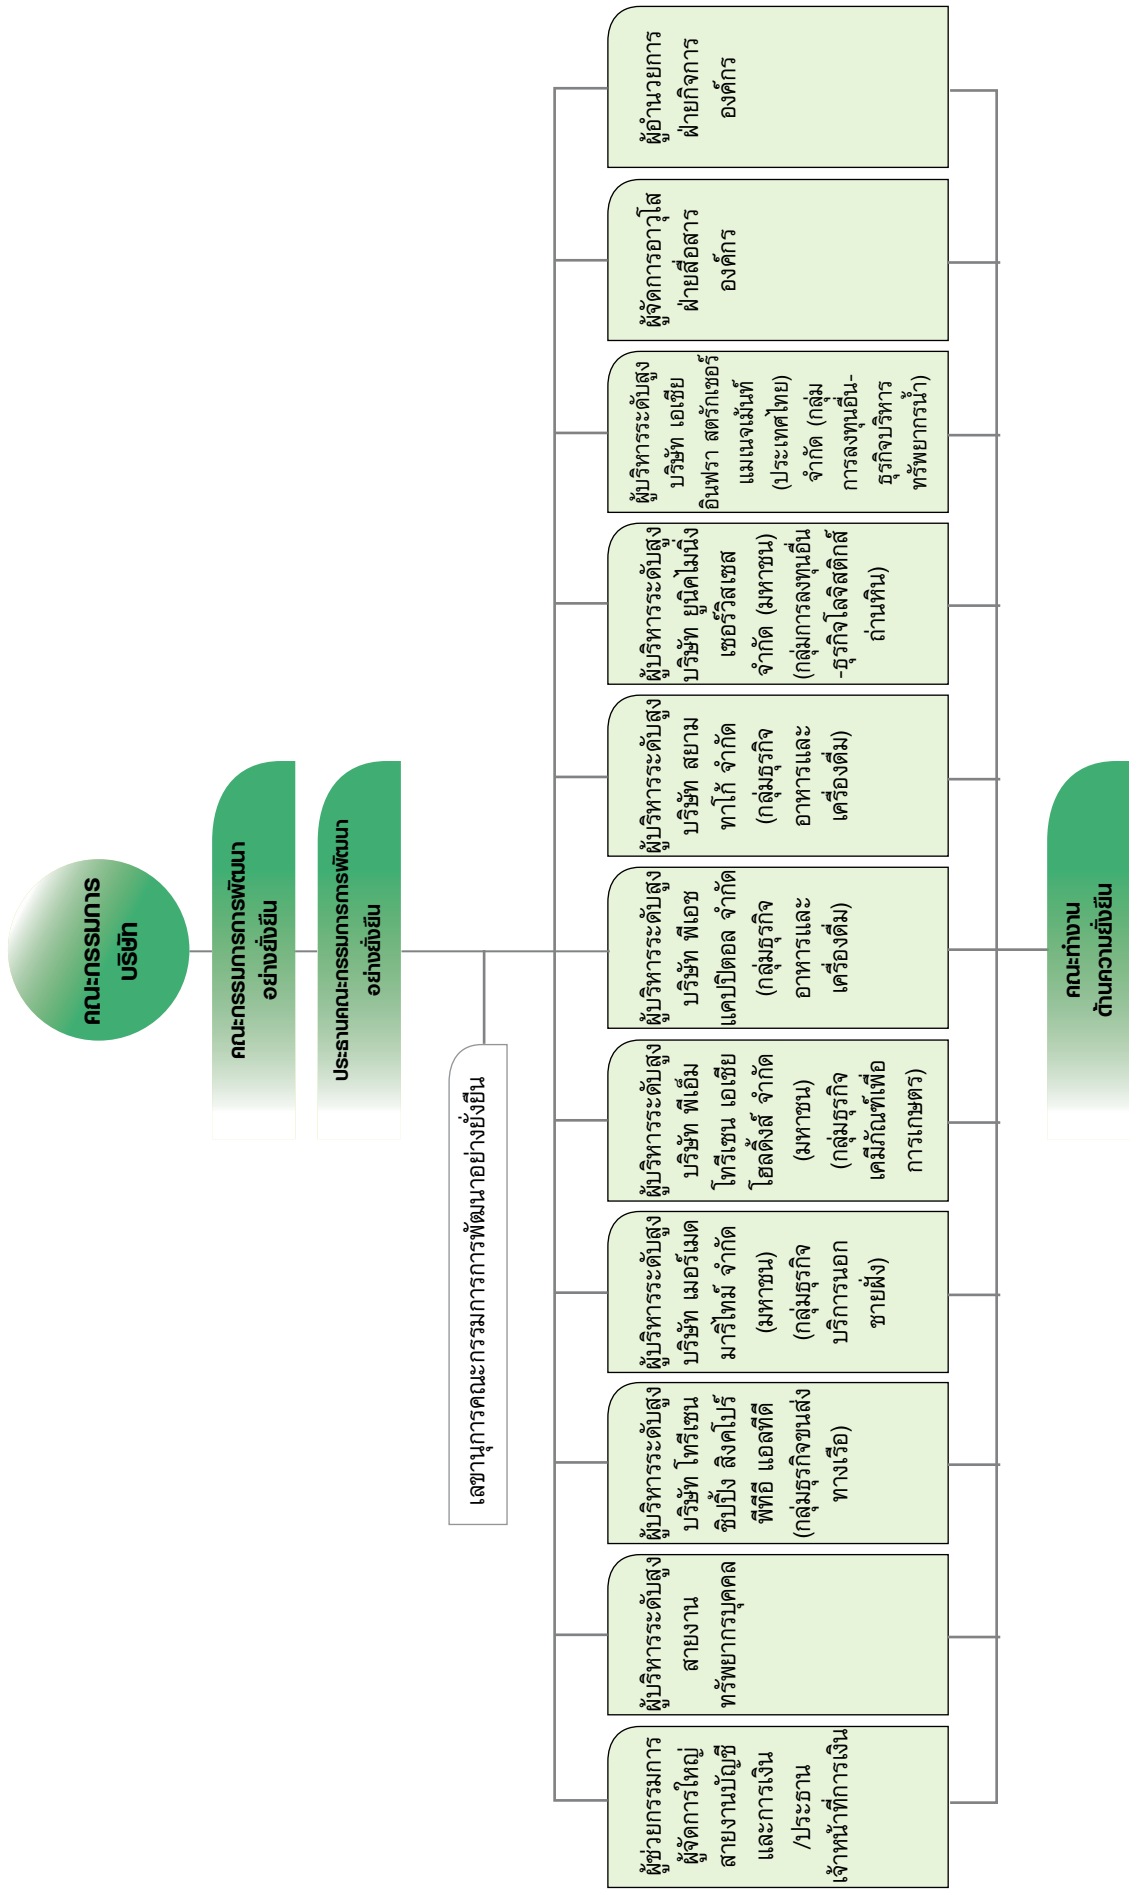 คณะกรรมการ
บริษัท
คณะกรรมการการพัฒนา
อย่างยั่งยืน
ประธานคณะกรรมการการพัฒนา
อย่างยั่งยืน
เลขานุการคณะกรรมการการพัฒนาอย่างยั่งยืน
ผู้ช่วยกรรมการ
ผู้จัดการใหญ่
สายงานบัญชี
และการเงิน
/ประธาน
เจ้าหน้าที่การเงิน
ผู้บริหารระดับสูง
สายงาน
ทรัพยากรบุคคล
ผู้บริหารระดับสูง
บริษัท โทรีเซน
ชิปปิ้ง สิงคโปร์
พีทีอี แอลทีดี
(กลุ่มธุรกิจขนส่ง
ทางเรือ)
ผู้บริหารระดับสูง
บริษัท เมอร์เมด
มาริไทม์ จำกัด
(มหาชน)
(กลุ่มธุรกิจ
บริการนอก
ชายฝั่ง)
ผู้บริหารระดับสูง
บริษัท พีเอ็ม
โทรีเซน เอเชีย
โฮลดิ้งส์ จำกัด
(มหาชน)
(กลุ่มธุรกิจ
เคมีภัณฑ์เพื่อ
การเกษตร)
ผู้บริหารระดับสูง
บริษัท พีเอช
แคปปิตอล จำกัด
(กลุ่มธุรกิจ
อาหารและ
เครื่องดื่ม)
ผู้บริหารระดับสูง
บริษัท สยาม
ทาโก้ จำกัด
(กลุ่มธุรกิจ
อาหารและ
เครื่องดื่ม)
ผู้บริหารระดับสูง
บริษัท ยูนิคไมนิ่ง
เซอร์วิสเซส
จำกัด (มหาชน)
(กลุ่มการลงทุนอื่น
-ธุรกิจโลจิสติกส์
ถ่านหิน)
ผู้บริหารระดับสูง
บริษัท เอเชีย
อินฟรา สตรักเชอร์
แมเนจเม้นท์
(ประเทศไทย)
จำกัด (กลุ่ม
การลงทุนอื่น-
ธุรกิจบริหาร
ทรัพยากรน้ำ)
ผู้จัดการอาวุโส
ฝ่ายสื่อสาร
องค์กร
ผู้อำนวยการ
ฝ่ายกิจการ
องค์กร
คณะทำงาน
ด้านความยั่งยืน